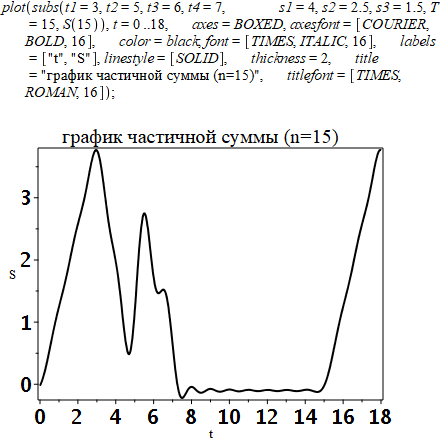 plot(subs(t1 = 3, t2 = 5, t3 = 6, t4 = 7, s1 = 4, s2 = 2.5, s3 = 1.5, T
= 15, S(15)), t = 0 ..18, axes = BOXED, axesfont = [COURIER,
BOLD, 16], color = black, font = [TIMES, ITALIC, 16], labels
= ["t", "S"], linestyle = [SOLID], thickness = 2, title
= "график частичной суммы (n=15)", titlefont = [TIMES,
ROMAN, 16]);
график частичной суммы (n=15)
3
2
S
1
0
0 2 4 6 8 10 12 14 16 18
t